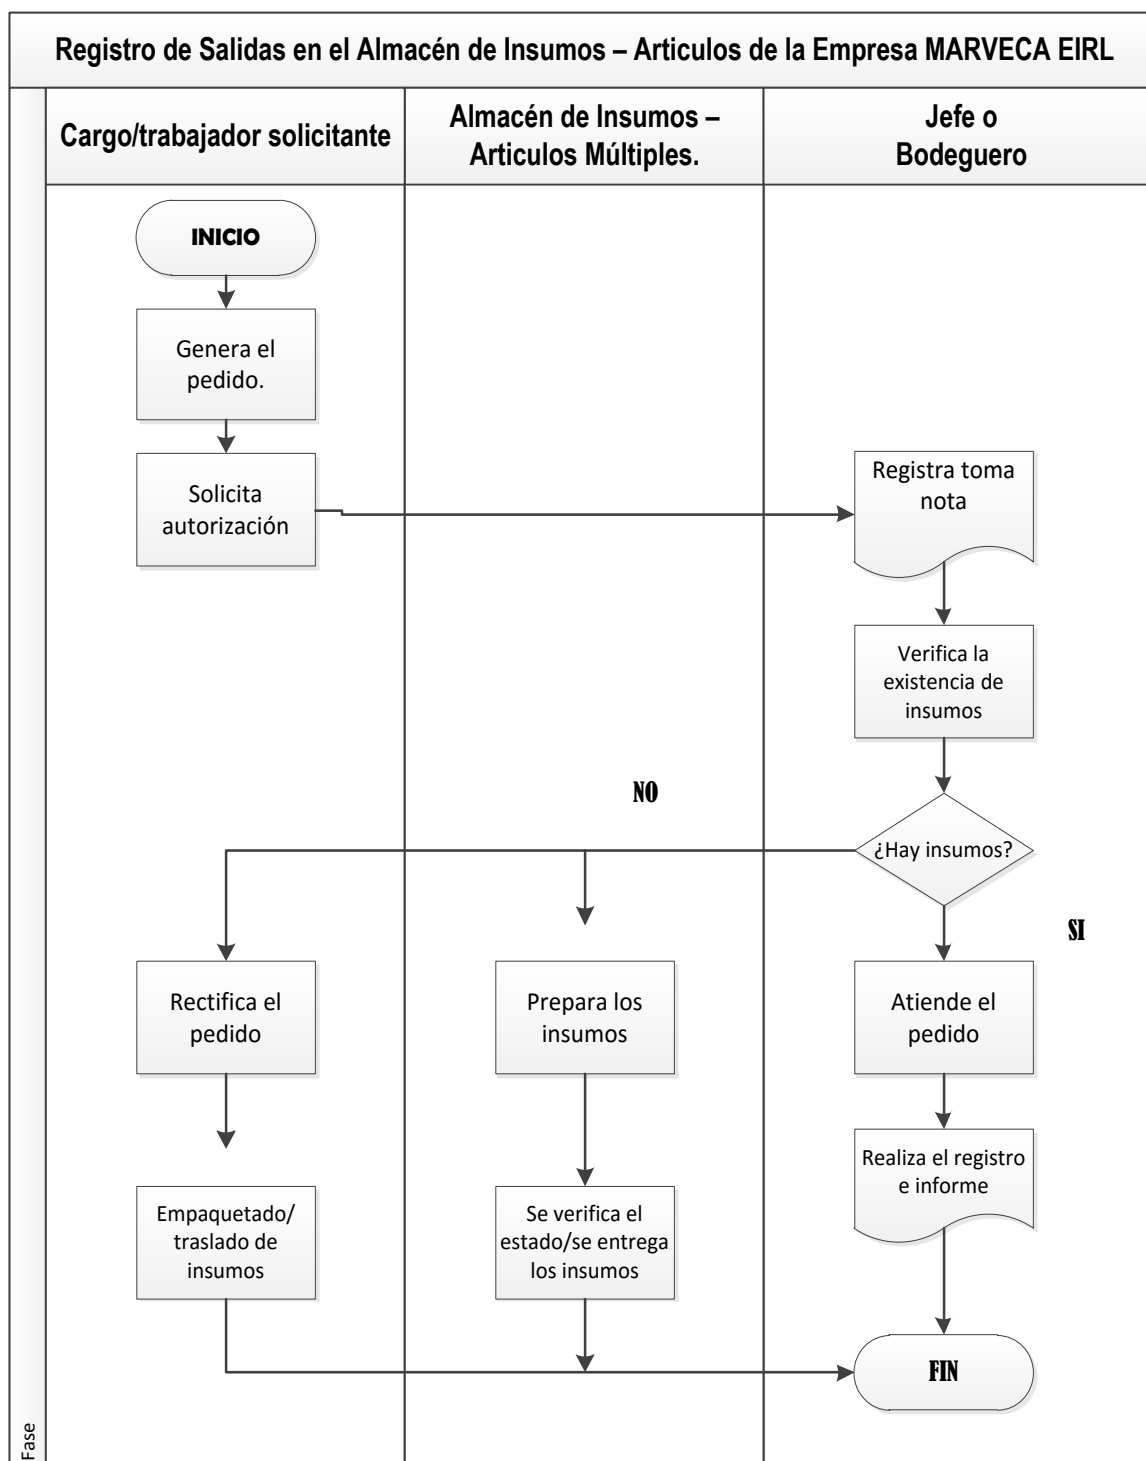 Registro de Salidas en el Almacén de Insumos – Articulos de la Empresa MARVECA EIRL
Cargo/trabajador solicitante
Almacén de Insumos –
Articulos Múltiples.
Jefe o
Bodeguero
INICIO
Genera el
pedido.
Solicita
autorización
Registra toma
nota
Verifica la
existencia de
insumos
NO
¿Hay insumos?
SI
Rectifica el
pedido
Prepara los
insumos
Atiende el
pedido
Realiza el registro
e informe
Empaquetado/
traslado de
insumos
Se verifica el
estado/se entrega
los insumos
FIN
Fase